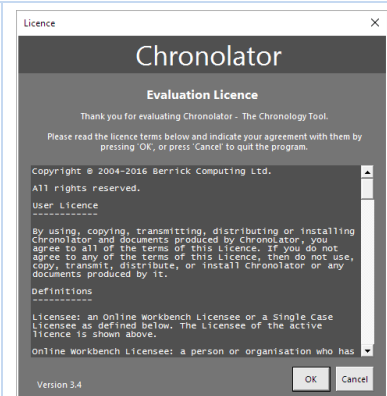 Licence
Chronolator
Evaluation Licence
Thank you for evaluating Chronolator - The Chronology Tool.
Please read the licence terms below and indicate your agreement with them by
pressing 'OK', or press 'Cancel' to quit the program.
Copyright © 2004-2016 Berrick Computing Ltd.
All rights reserved.
User Licence
------------
By using, copying, transmitting, distributing or installing
Chronolator and documents produced by ChronoLator, you
agree to all of the terms of this Licence. If you do not
agree to any of the terms of this Licence, then do not use,
copy, transmit, distribute, or install Chronolator or any
documents produced by it.
Definitions
-----------
Licensee: an Online Workbench Licensee or a Single Case
Licensee as defined below. The Licensee of the active
licence is shown above.
Online Workbench Licensee: a person or organisation who has
Version 3.4
OK
Cancel